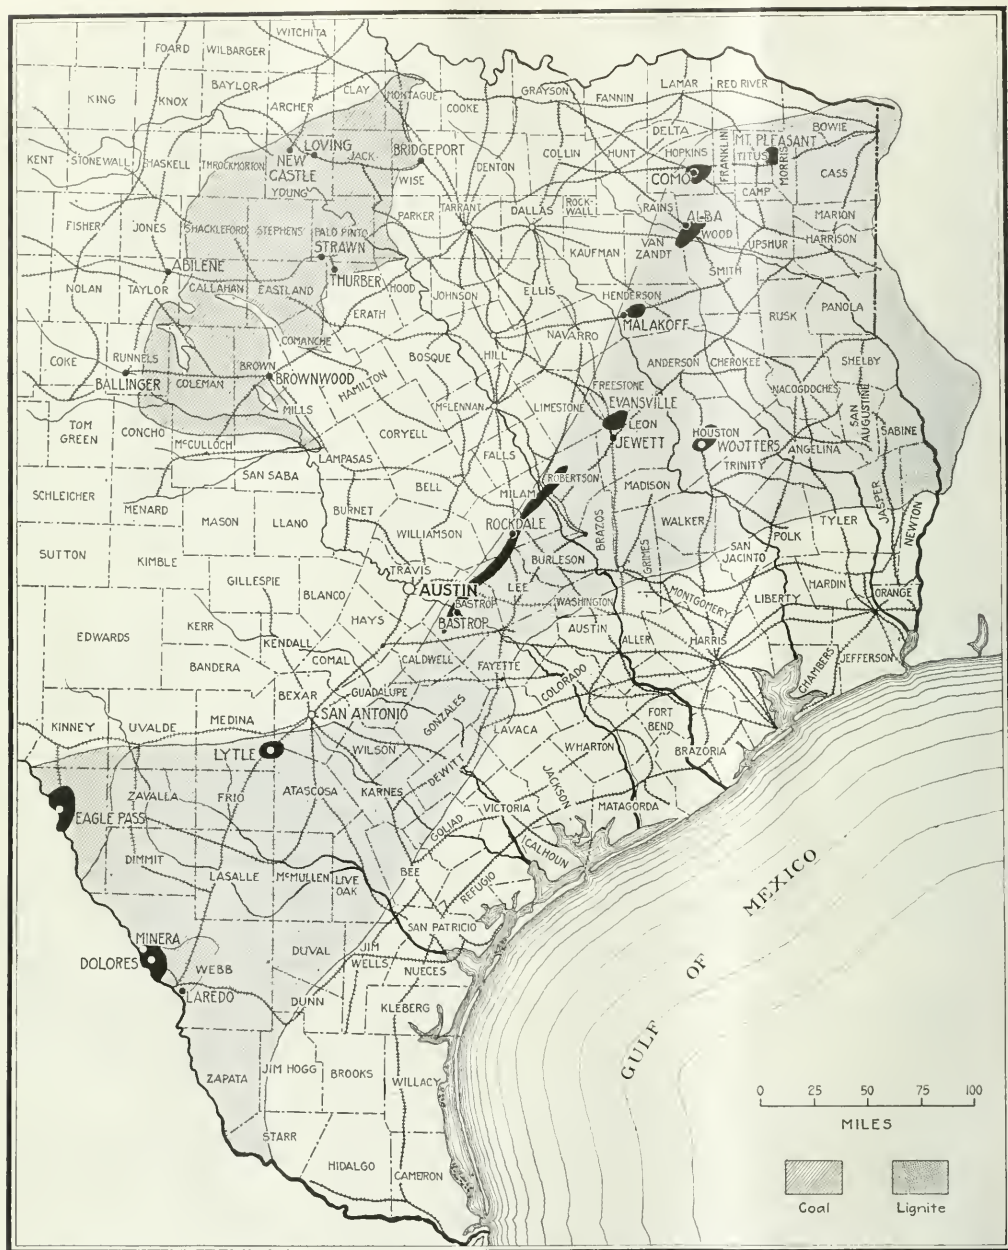 WITCHITA
FOARD
WILBARGER
KING
KNOX
BAYLOR
ARCHER
CLAY
MONTAGUE
COOKE
GRAYSON
FANNIN
LAMAR
RED RIVER
BOWIE
KENT
STONEWALL
HASKELL
THROCKMORTON
NEW
CASTLE
LOVING
YOUNG
JACK
BRIDGEPORT
WISE
DENTON
COLLIN
HUNT
DELTA
HOPKINS
COMO
FRANKLIN
MT. PLEASANT
TITUS
MORRIS
CAMP
CASS
FISHER
JONES
SHACKLEFORD
STEPHENS
PALO PINTO
STRAWN
THURBER
PARKER
TARRANT
DALLAS
ROCK-
WALL
KAUFMAN
RAINS
ALBA
WOOD
VAN
ZANDT
UPSHUR
MARION
HARRISON
NOLAN
TAYLOR
ABILENE
CALLAHAN
EASTLAND
ERATH
HOOD
JOHNSON
ELLIS
HENDERSON
MALAKOFF
SMITH
RUSK
PANOLA
COKE
RUNNELS
BALLINGER
COLEMAN
BROWN
BROWNWOOD
COMANCHE
HAMILTON
BOSQUE
HILL
NAVARRO
ANDERSON
CHEROKEE
SHELBY
NACOGDOCHES
SAN
AUGUSTINE
SABINE
TOM
GREEN
CONCHO
McCULLOCH
MILLS
LAMPASAS
CORYELL
McLENNAN
LIMESTONE
FREESTONE
EVANSVILLE
LEON
JEWETT
HOUSTON
WOOTTERS
ANGELINA
TRINITY
SCHLEICHER
MENARD
SAN SABA
MASON
LLANO
BURNET
BELL
FALLS
MILAM
ROBERTSON
MADISON
WALKER
POLK
TYLER
JASPER
NEWTON
SUTTON
KIMBLE
GILLESPIE
BLANCO
WILLIAMSON
ROCKDALE
TRAVIS
AUSTIN
BASTROP
BASTROP
LEE
BURLESON
BRAZOS
GRIMES
SAN
JACINTO
MONTGOMERY
LIBERTY
HARDIN
ORANGE
EDWARDS
KERR
BANDERA
KENDALL
COMAL
HAYS
CALDWELL
FAYETTE
WASHINGTON
AUSTIN
ALLER
HARRIS
CHAMBERS
JEFFERSON
KINNEY
UVALDE
MEDINA
BEXAR
SAN ANTONIO
GUADALUPE
GONZALES
LAVACA
COLORADO
FORT
BEND
BRAZORIA
WHARTON
LYTLE
WILSON
ATASCOSA
KARNES
DEWITT
JACKSON
MATAGORDA
VICTORIA
EAGLE PASS
ZAVALLA
FRIO
GOLIAD
CALHOUN
DIMMIT
LASALLE
McMULLEN
LIVE
OAK
BEE
REFUGIO
SAN PATRICIO
MINERA
DOLORES
WEBB
LAREDO
DUVAL
JIM
WELLS
NUECES
DUNN
KLEBERG
ZAPATA
JIM HOGG
BROOKS
WILLACY
STARR
HIDALGO
CAMERON
GULF OF MEXICO
0 25 50 75 100
MILES
Coal
Lignite